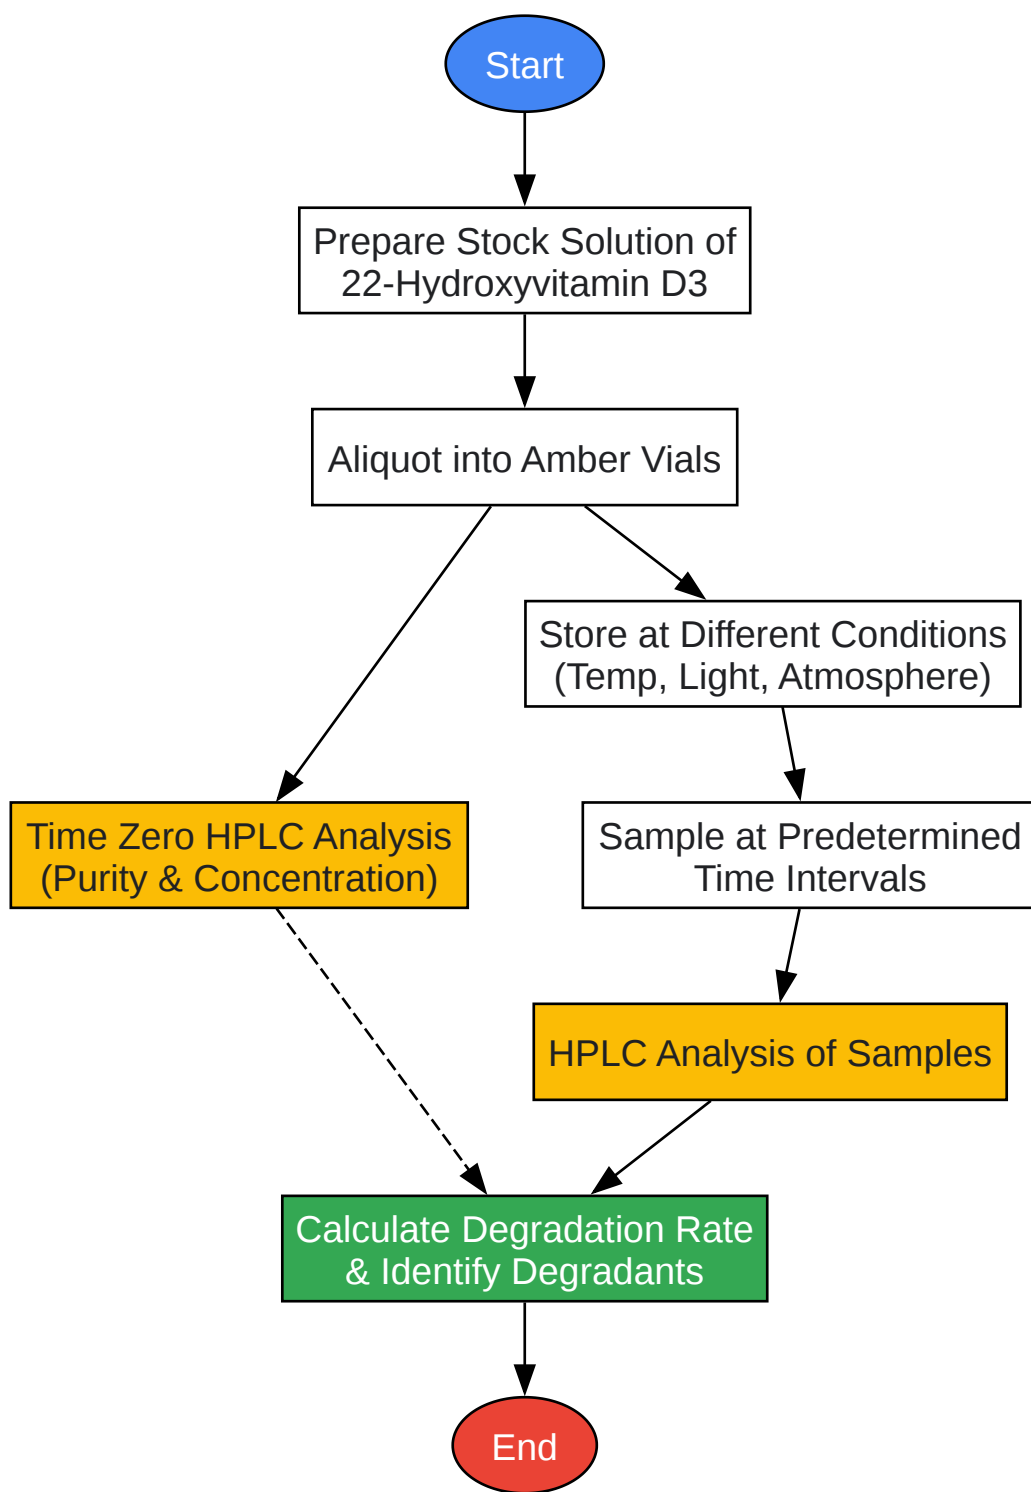 Start
Prepare Stock Solution of
22-Hydroxyvitamin D3
Aliquot into Amber Vials
Store at Different Conditions
(Temp, Light, Atmosphere)
Time Zero HPLC Analysis
(Purity & Concentration)
Sample at Predetermined
Time Intervals
HPLC Analysis of Samples
Calculate Degradation Rate
& Identify Degradants
End